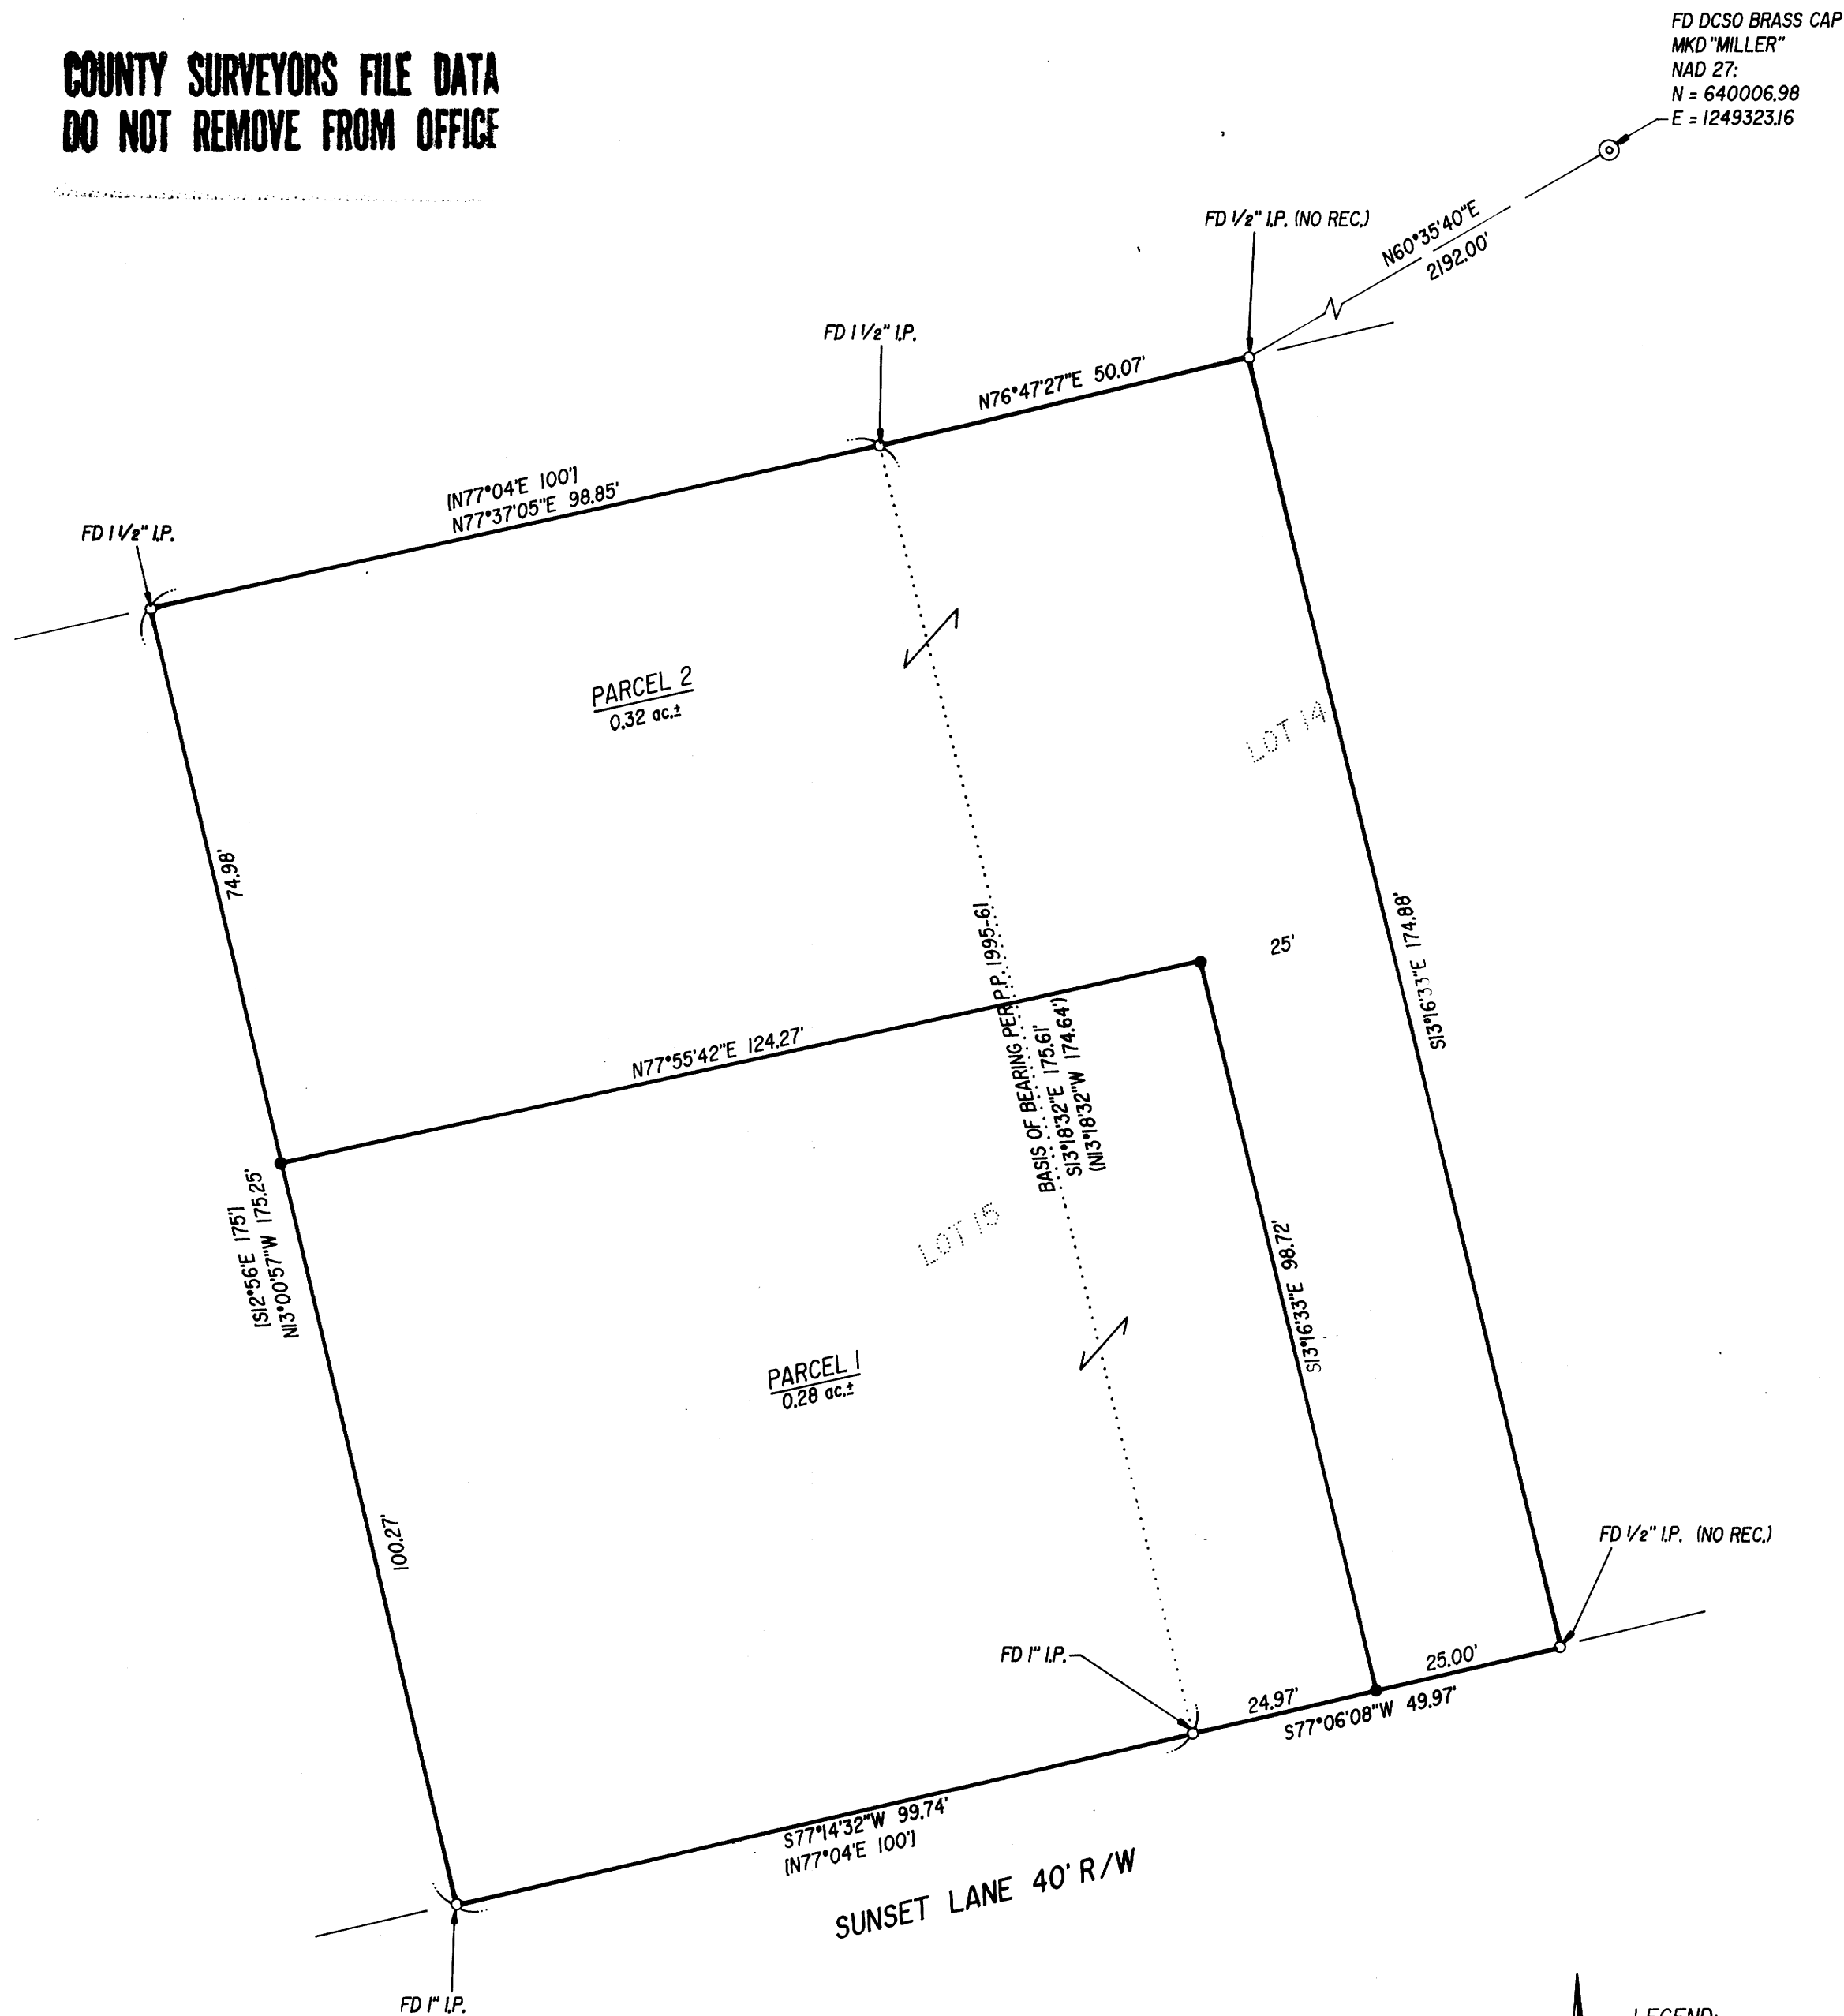 COUNTY SURVEYORS FILE DATA
DO NOT REMOVE FROM OFFICE
FD DCSO BRASS CAP
MKD "MILLER"
NAD 27:
N = 640006.98
E = 1249323.16
N60°35'40"E
2192.00'
FD 1/2" I.P. (NO REC.)
FD 1 1/2" I.P.
N76°47'27"E 50.07'
[N77°04'E 100']
N77°37'05"E 98.85'
FD 1 1/2" I.P.
PARCEL 2
0.32 ac.±
LOT 14
74.98'
25'
S13°16'33"E 174.88'
BASIS OF BEARING PER P.P. 1995-61
S13°18'32"E 175.61'
(N13°18'32"W 174.64')
N77°55'42"E 124.27'
[S12°56'E 175']
N13°00'57"W 175.25'
LOT 15
S13°16'33"E 98.72'
PARCEL 1
0.28 ac.±
100.27'
FD 1/2" I.P. (NO REC.)
FD 1" I.P.
25.00'
24.97'
S77°06'08"W 49.97'
S77°14'32"W 99.74'
[N77°04'E 100']
SUNSET LANE 40' R/W
FD 1" I.P.
LEGEND: